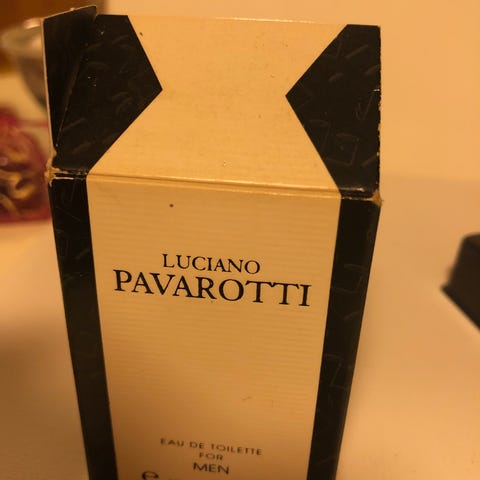 LUCIANO
PAVAROTTI
EAU DE TOILETTE
FOR
MEN
e